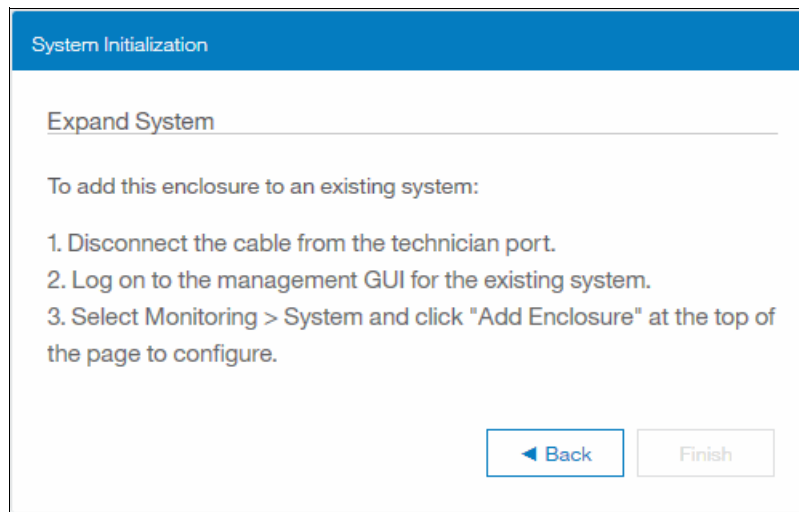 System Initialization
Expand System
To add this enclosure to an existing system:
1. Disconnect the cable from the technician port.
2. Log on to the management GUI for the existing system.
3. Select Monitoring > System and click "Add Enclosure" at the top of
the page to configure.
Back
Finish